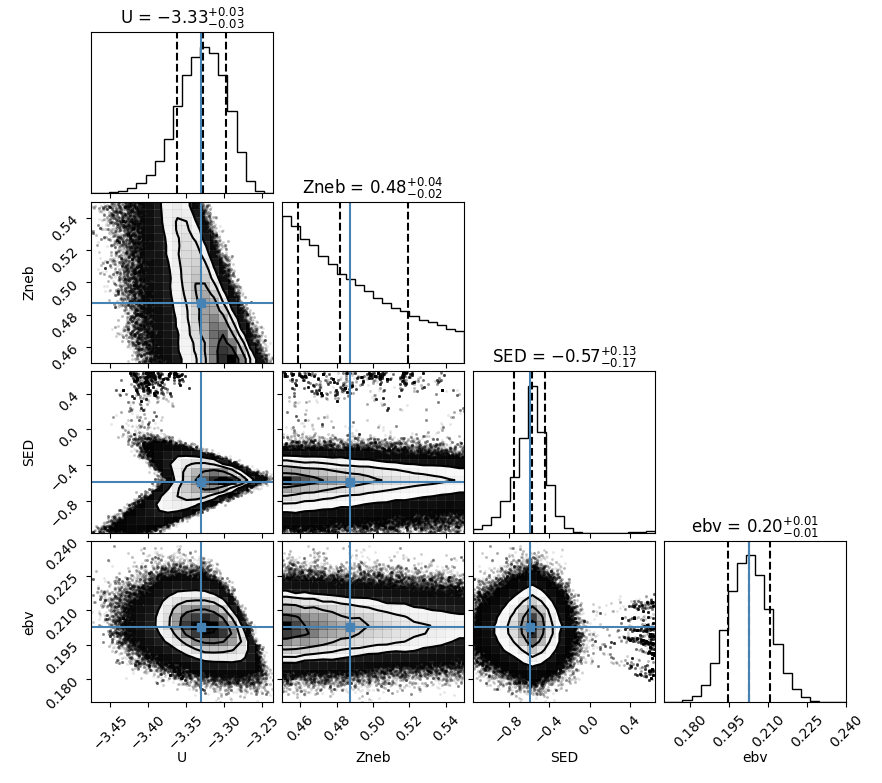 U = −3.33+0.03−0.03
Zneb = 0.48+0.04−0.02
0.54
0.52
0.50
0.48
0.46
Zneb
SED = −0.57+0.13−0.17
0.4
0.0
−0.4
−0.8
SED
ebv = 0.20+0.01−0.01
0.240
0.225
0.210
0.195
0.180
ebv
−3.45 −3.40 −3.35 −3.30 −3.25
0.46 0.48 0.50 0.52 0.54
−0.8 −0.4 0.0 0.4
0.180 0.195 0.210 0.225 0.240
U Zneb SED ebv